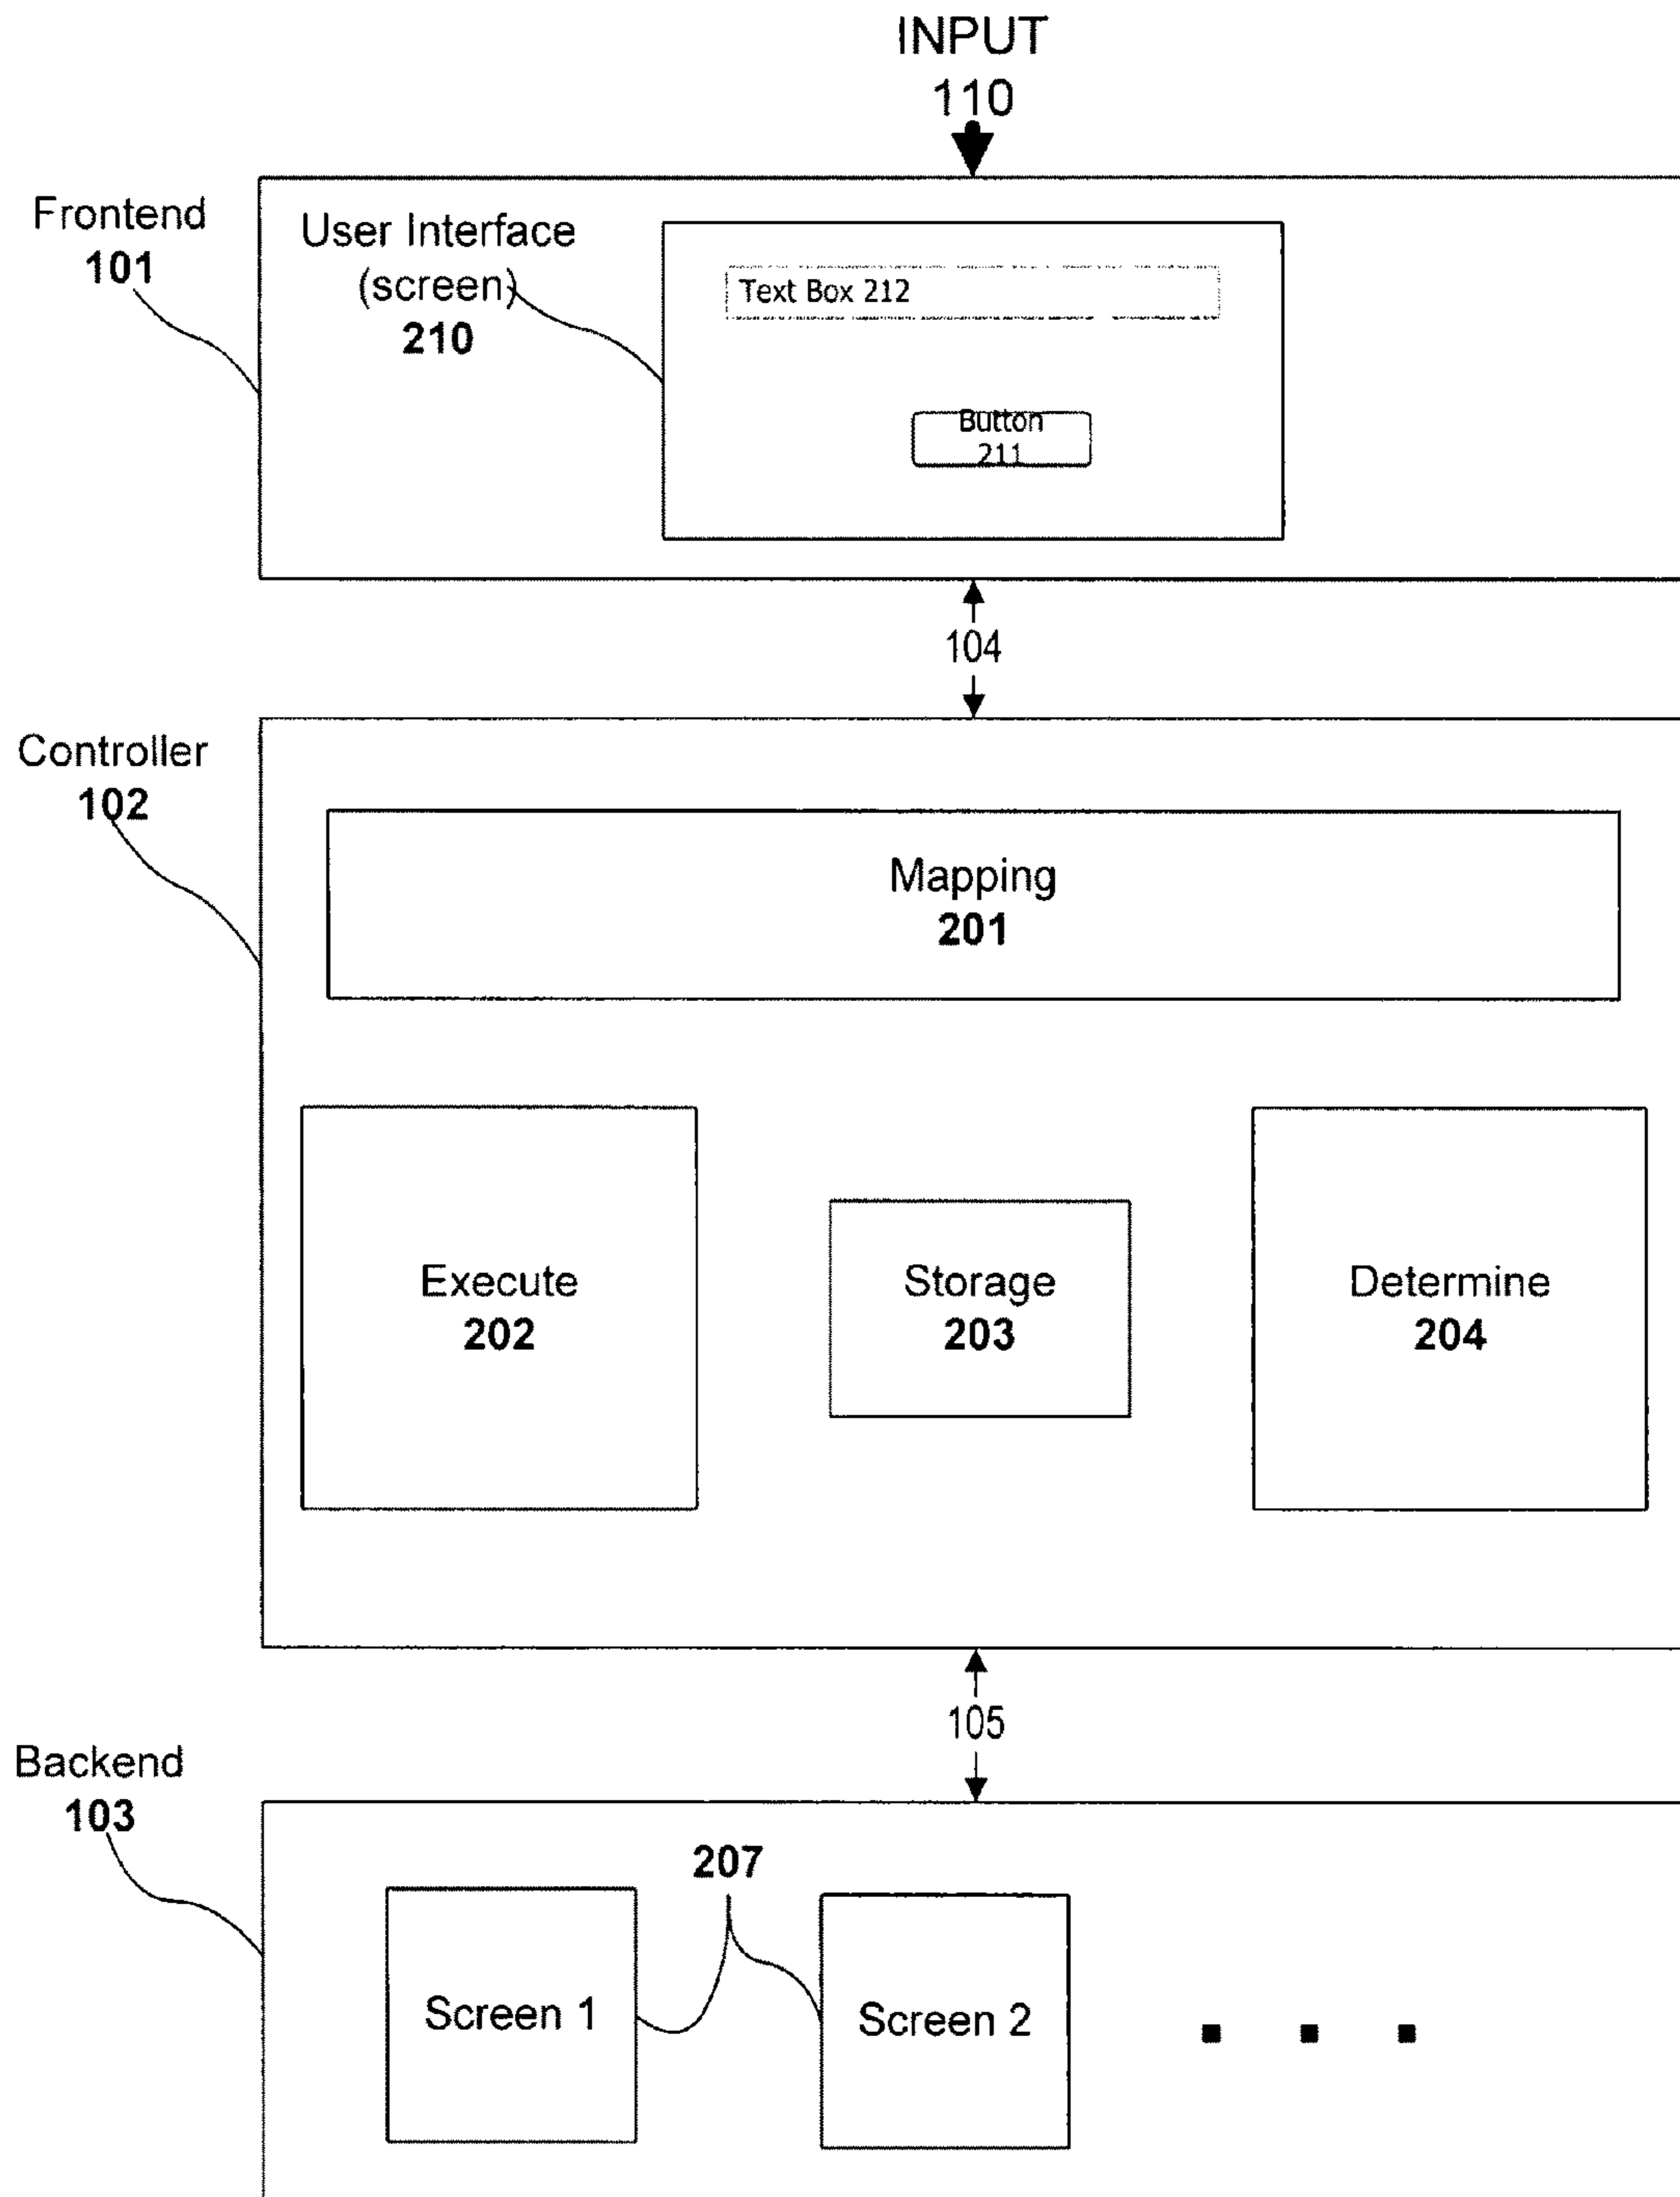 INPUT
110
Frontend
101
User Interface
(screen)
210
Text Box 212
Button
211
104
Controller
102
Mapping
201
Execute
202
Storage
203
Determine
204
105
Backend
103
207
Screen 1
Screen 2